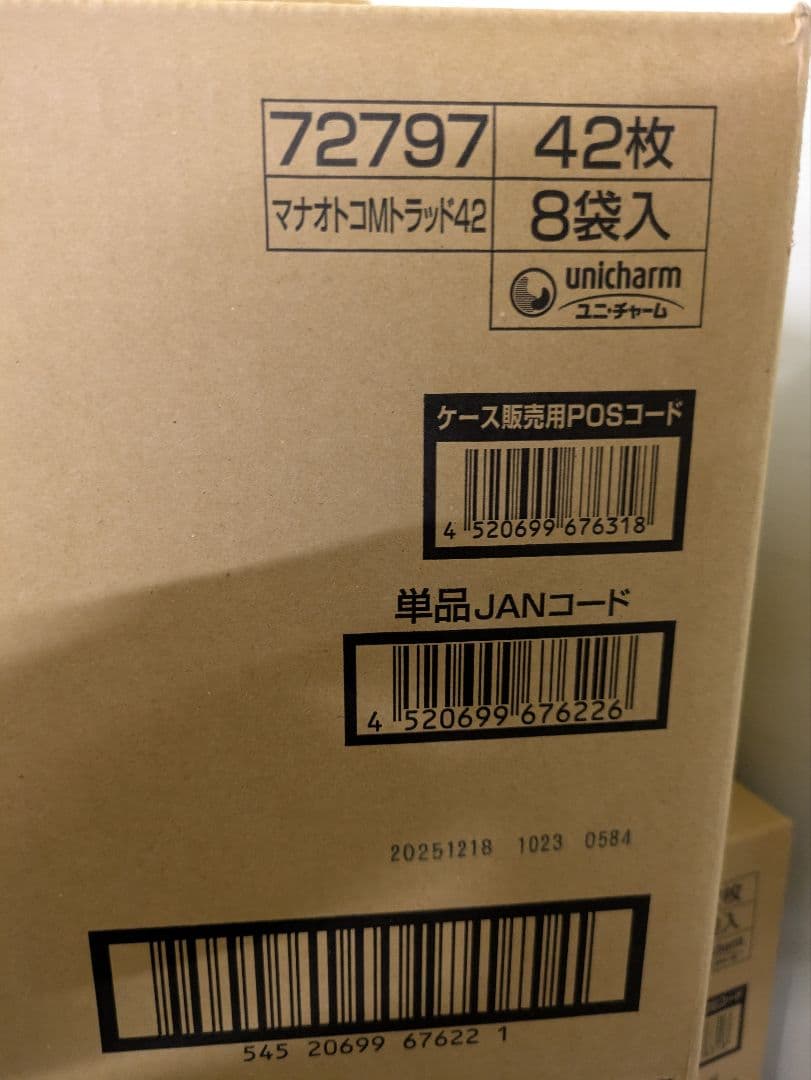 72797 42枚
マナオトコMトラッド42 8袋入
unicharm
ユニ・チャーム
ケース販売用POSコード
4 520699 676318
単品JANコード
4 520699 676226
20251218 1023 0584
545 20699 67622 1